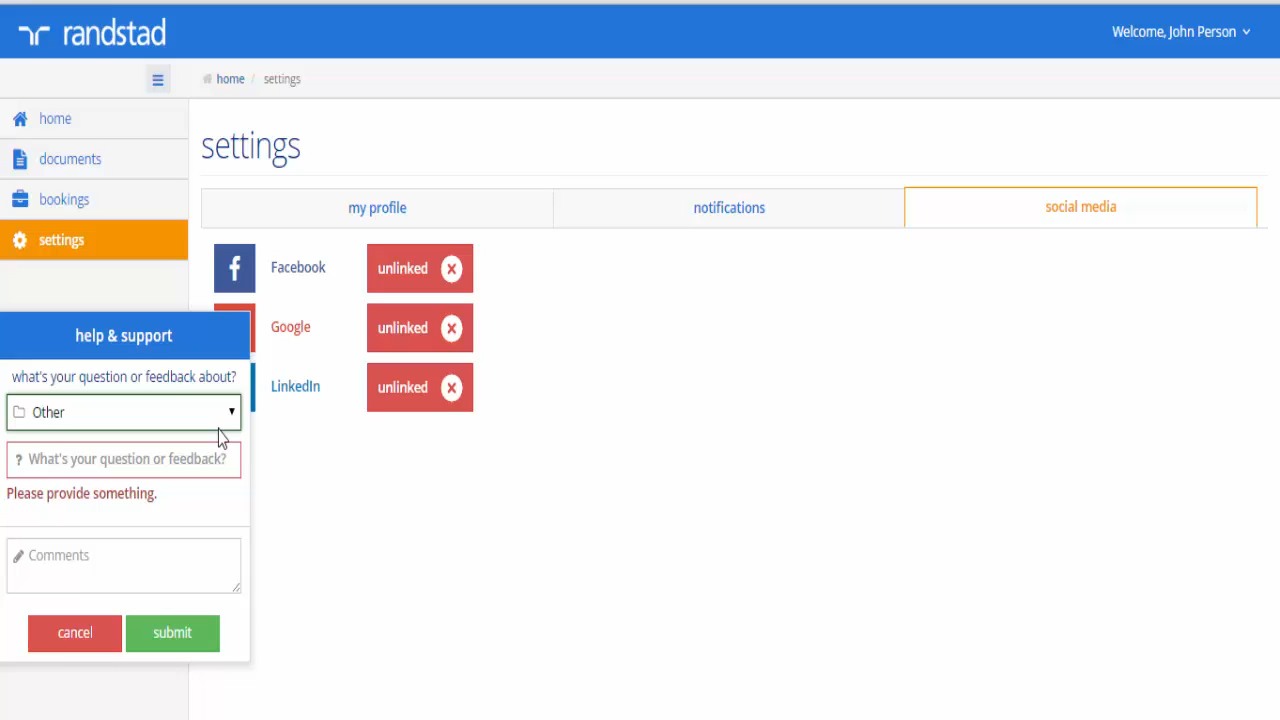 randstad
Welcome, John Person
home / settings
home
documents
bookings
settings
settings
my profile
notifications
social media
Facebook
unlinked
Google
unlinked
LinkedIn
unlinked
help & support
what's your question or feedback about?
Other
? What's your question or feedback?
Please provide something.
Comments
cancel
submit